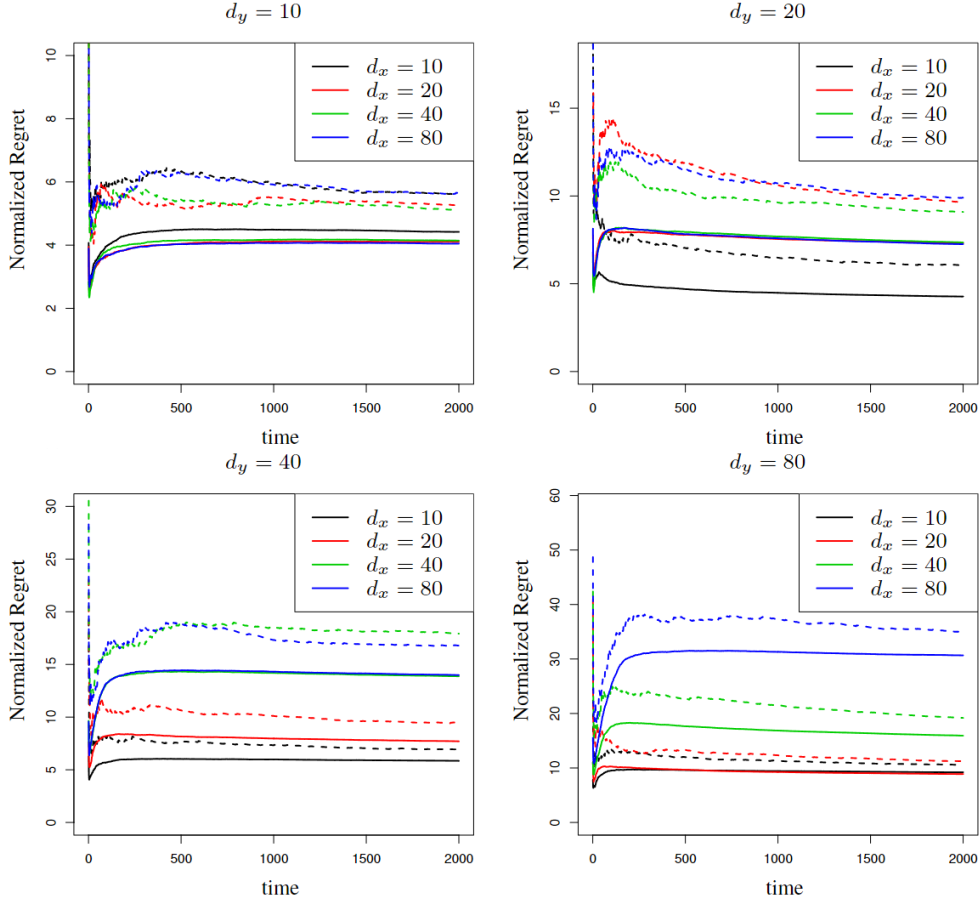 d_y = 10
Normalized Regret
10
8
6
4
2
0
d_x = 10
d_x = 20
d_x = 40
d_x = 80
0 500 1000 1500 2000
time
d_y = 20
Normalized Regret
15
10
5
0
d_x = 10
d_x = 20
d_x = 40
d_x = 80
0 500 1000 1500 2000
time
d_y = 40
Normalized Regret
30
25
20
15
10
5
0
d_x = 10
d_x = 20
d_x = 40
d_x = 80
0 500 1000 1500 2000
time
d_y = 80
Normalized Regret
60
50
40
30
20
10
0
d_x = 10
d_x = 20
d_x = 40
d_x = 80
0 500 1000 1500 2000
time